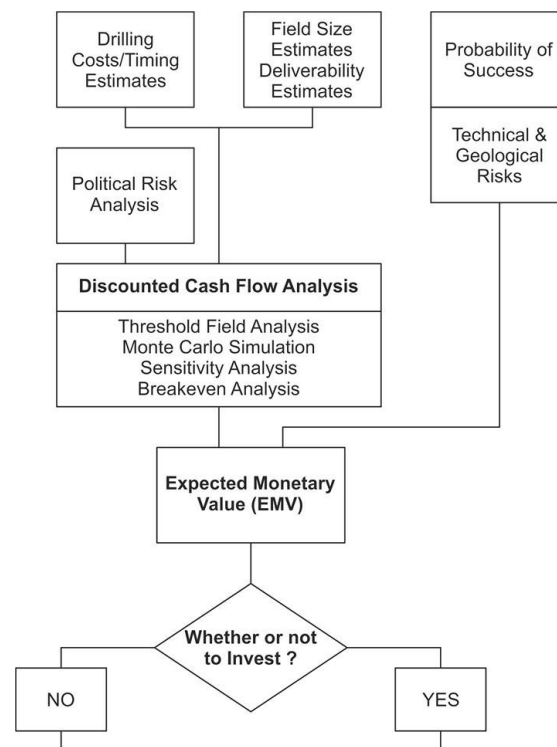 Drilling
Costs/Timing
Estimates
Field Size
Estimates
Deliverability
Estimates
Probability of
Success
Technical &
Geological
Risks
Political Risk
Analysis
Discounted Cash Flow Analysis
Threshold Field Analysis
Monte Carlo Simulation
Sensitivity Analysis
Breakeven Analysis
Expected Monetary
Value (EMV)
Whether or not
to Invest ?
NO
YES